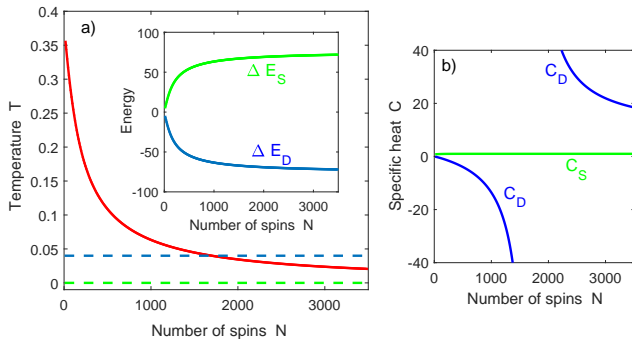 a)
Temperature T
0.4
0.35
0.3
0.25
0.2
0.15
0.1
0.05
0
0 1000 2000 3000
Number of spins N
Energy
100
50
0
-50
-100
Δ E_S
Δ E_D
0 1000 2000 3000
Number of spins N
b)
Specific heat C
40
20
0
-20
-40
C_D
C_S
C_D
0 1000 2000 3000
Number of spins N